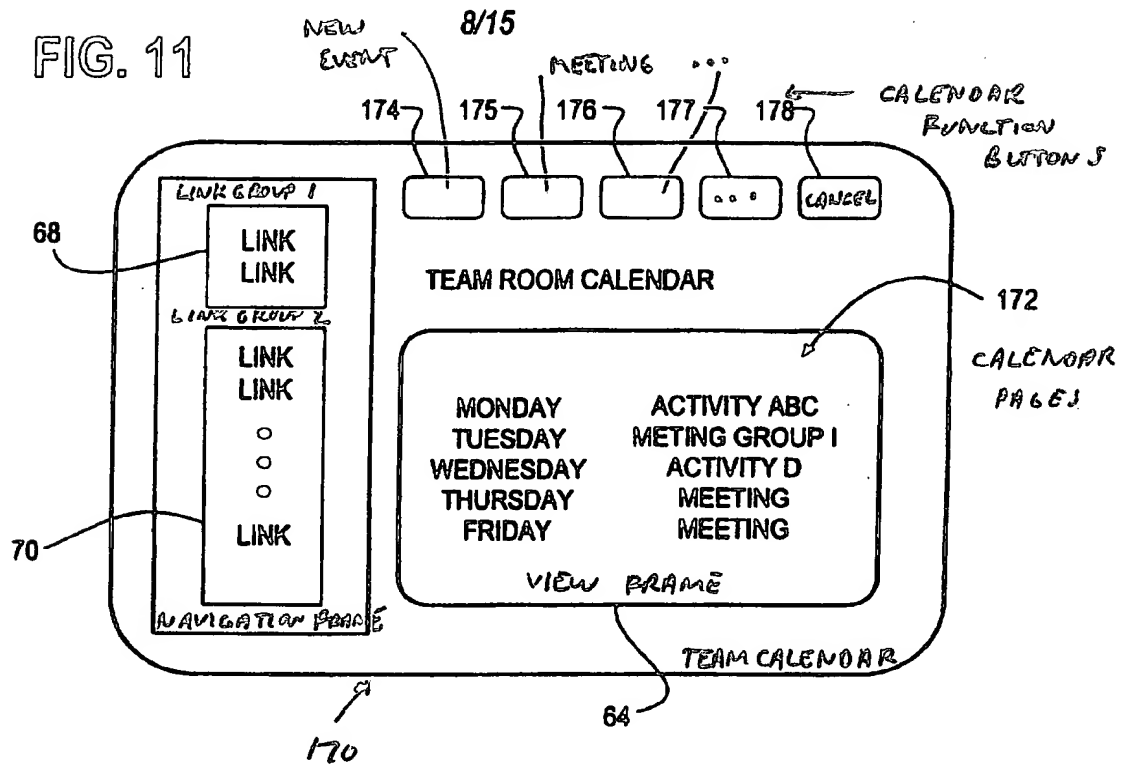 FIG. 11
8/15
NEW
EVENT
MEETING ...
174
175
176
177
178
CALENDAR
FUNCTION
BUTTONS
... 
CANCEL
LINK GROUP 1
LINK
LINK
68
TEAM ROOM CALENDAR
172
CALENDAR
PAGES
LINK GROUP 2
LINK
LINK
LINK
70
MONDAY ACTIVITY ABC
TUESDAY METING GROUP I
WEDNESDAY ACTIVITY D
THURSDAY MEETING
FRIDAY MEETING
VIEW FRAME
NAVIGATION FRAME
TEAM CALENDAR
64
170